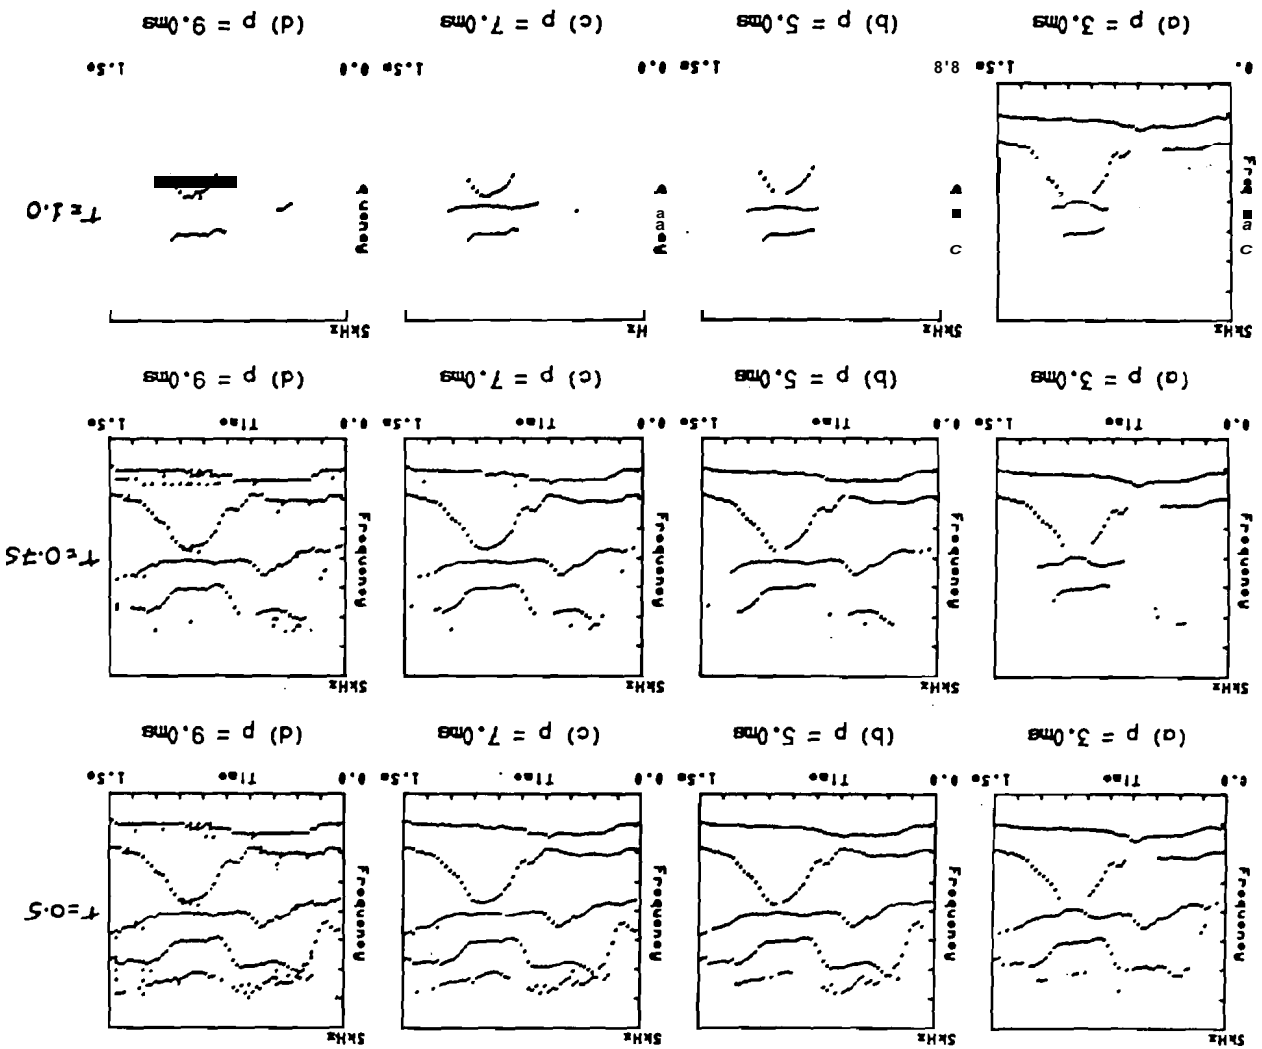 5kHz 5kHz 5kHz 5kHz
Frequency Frequency Frequency Frequency
T=0.5
0.0 Time 1.5s 0.0 Time 1.5s 0.0 Time 1.5s 0.0 Time 1.5s
(a) p = 3.0ms (b) p = 5.0ms (c) p = 7.0ms (d) p = 9.0ms
5kHz 5kHz 5kHz 5kHz
Frequency Frequency Frequency Frequency
T=0.75
0.0 Time 1.5s 0.0 Time 1.5s 0.0 Time 1.5s 0.0 Time 1.5s
(a) p = 3.0ms (b) p = 5.0ms (c) p = 7.0ms (d) p = 9.0ms
5kHz 5kHz Hz 5kHz
T=1.0
0. 1.5s 8.8 1.5s 0.0 1.5s 0.0 1.5s
(a) p = 3.0ms (b) p = 5.0ms (c) p = 7.0ms (d) p = 9.0ms